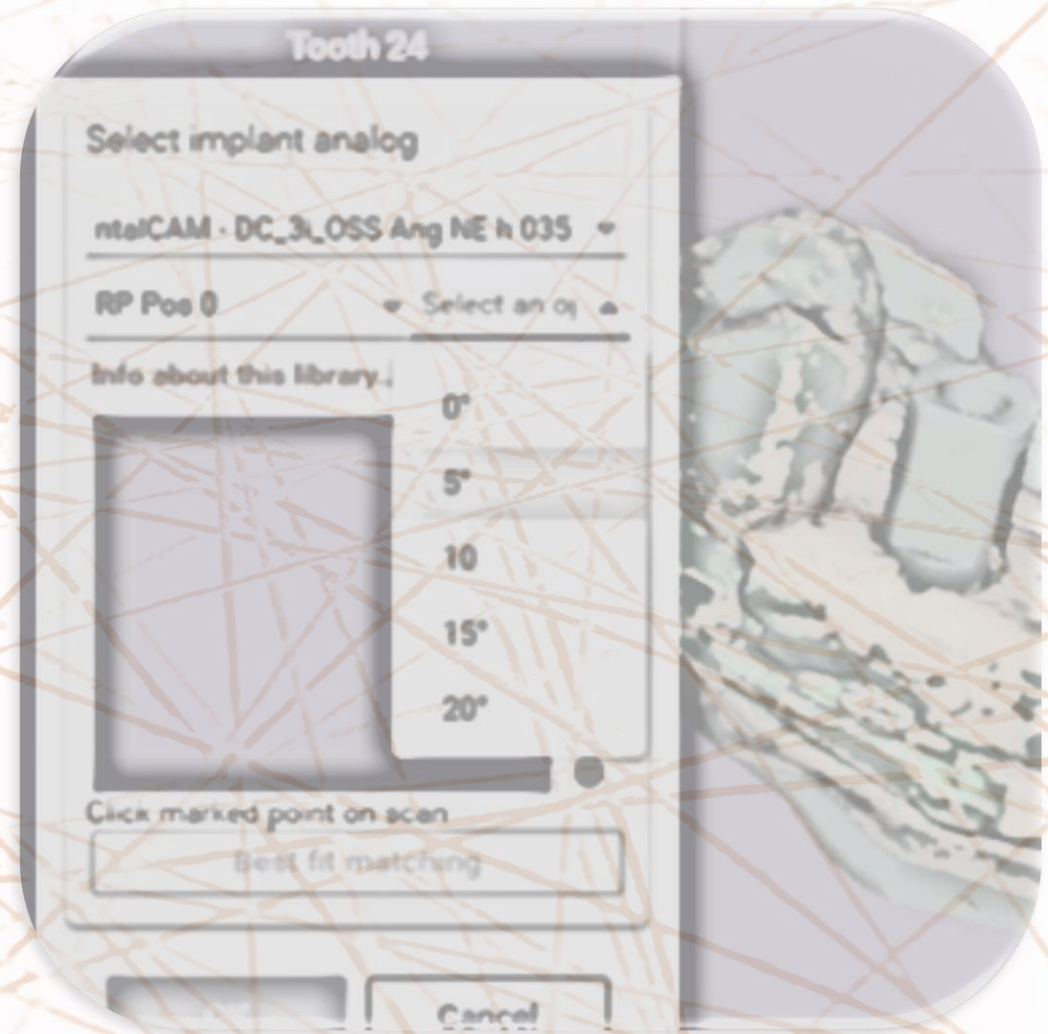 Tooth 24
Select implant analog
ntalCAM - DC_3i_OSS Ang NE h 035
RP Pos 0
Select an o
Info about this library.
0°
5°
10
15°
20°
Click marked point on scan
Best fit matching
Cancel